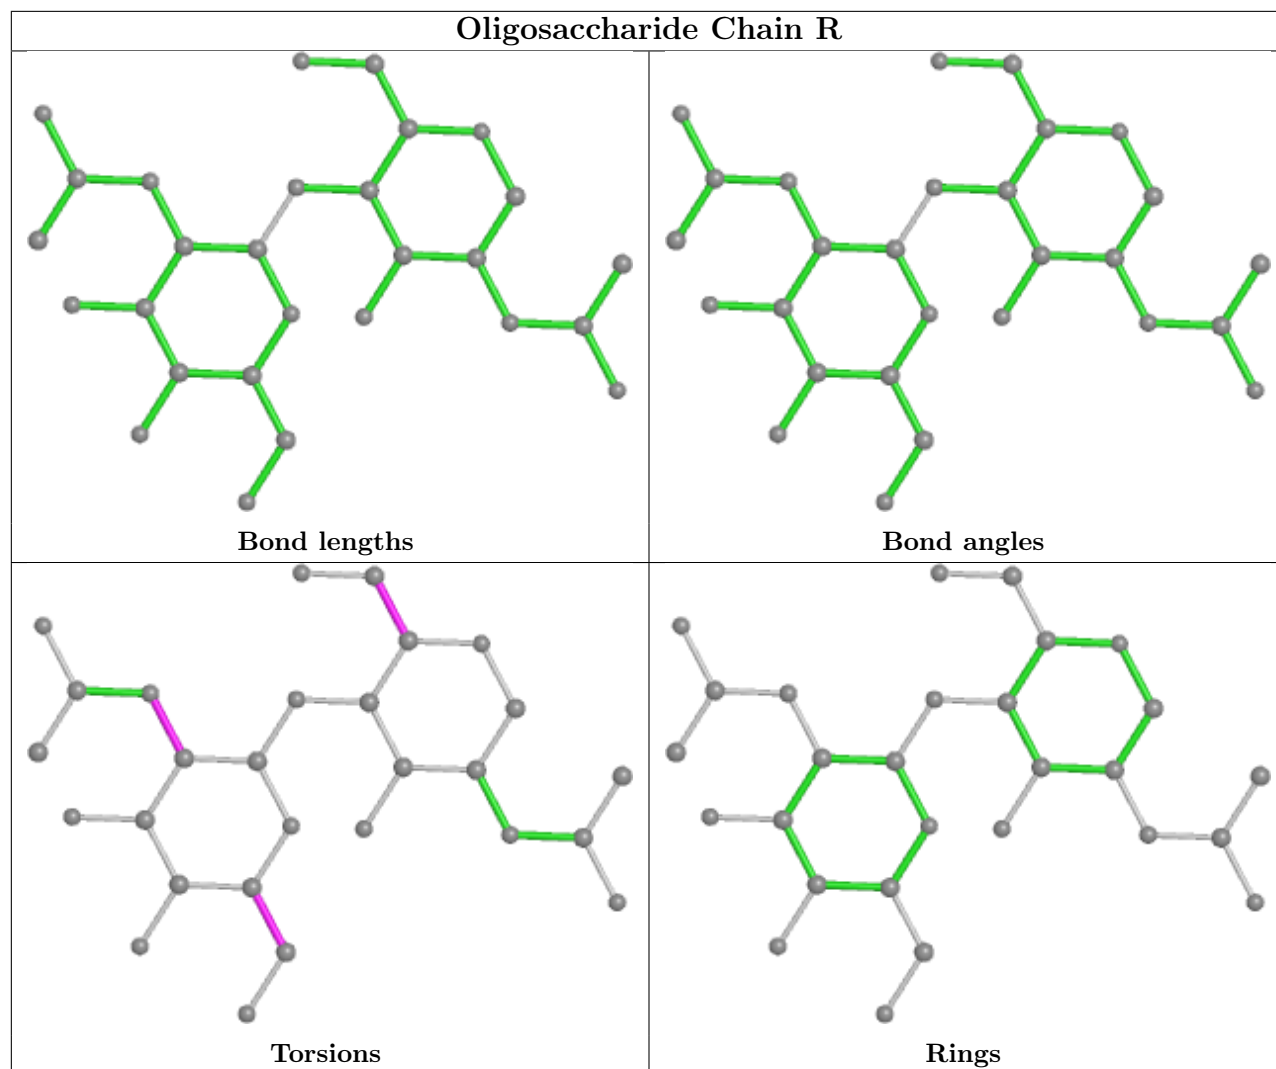 Oligosaccharide Chain R
Bond lengths
Bond angles
Torsions
Rings